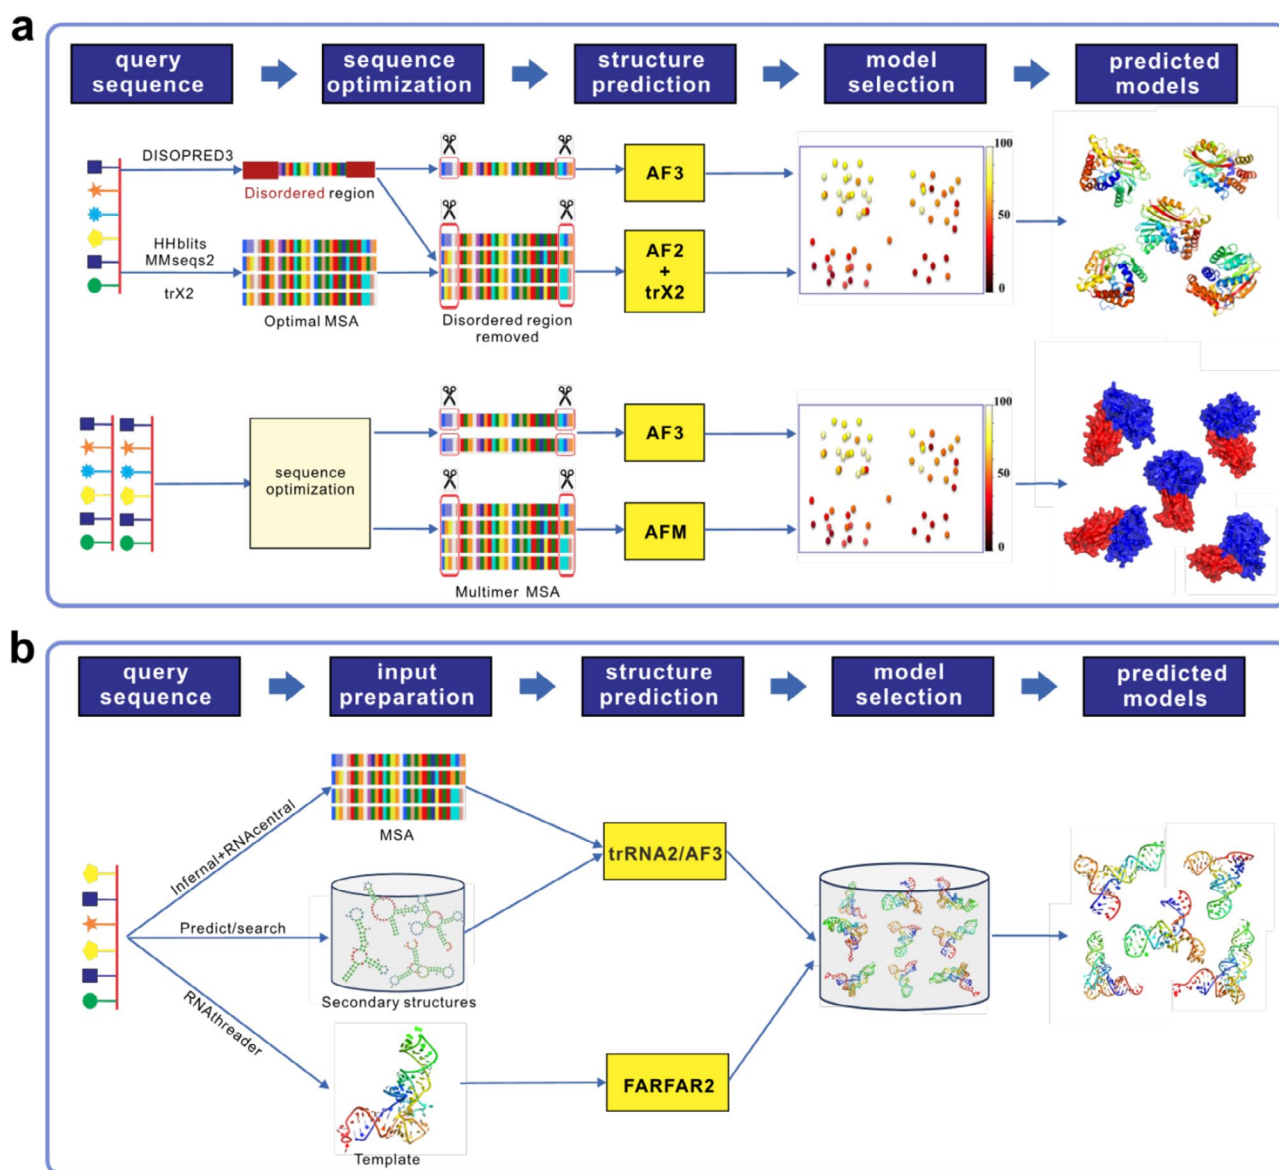 a
query
sequence
sequence
optimization
structure
prediction
model
selection
predicted
models
DISOPRED3
Disordered region
HHblits
MMseqs2
trX2
Optimal MSA
Disordered region
removed
AF3
AF2
+
trX2
100
50
0
sequence
optimization
Multimer MSA
AF3
AFM
100
50
0
b
query
sequence
input
preparation
structure
prediction
model
selection
predicted
models
Infernal+RNAcentral
MSA
Predict/search
Secondary structures
RNAthreader
Template
trRNA2/AF3
FARFAR2